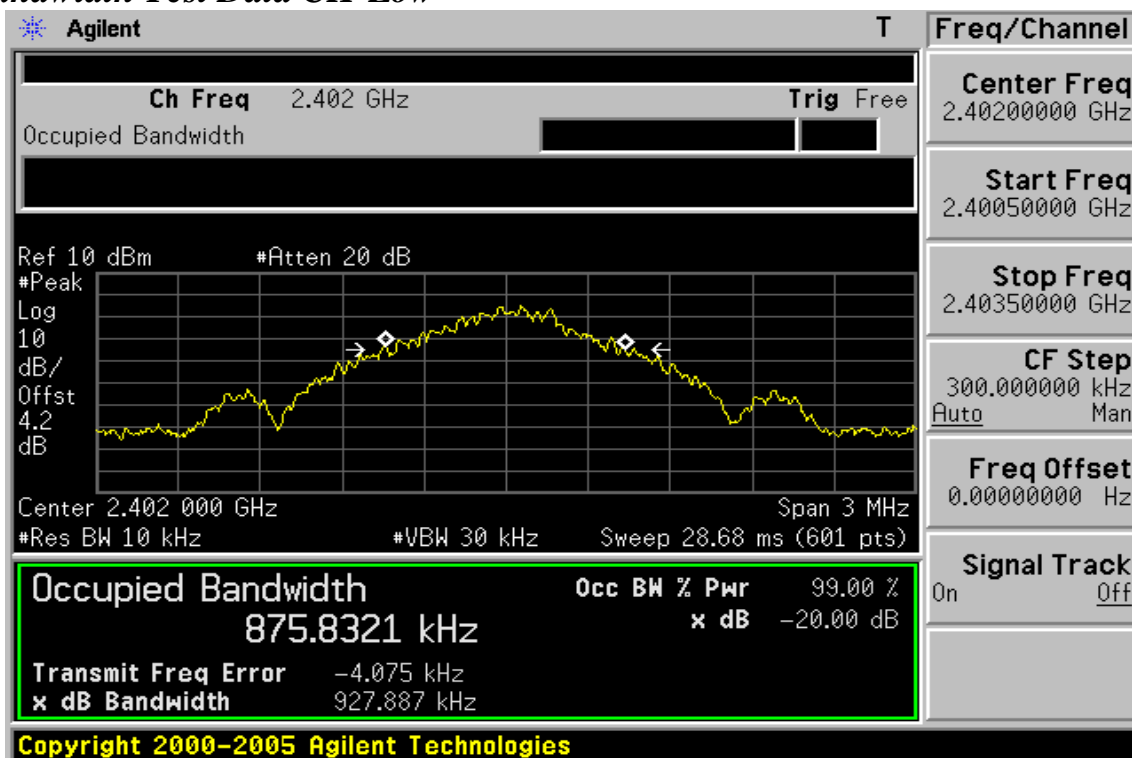 Bandwidth Test Data CH-Low
Agilent T
Ch Freq 2.402 GHz Trig Free
Occupied Bandwidth
Ref 10 dBm #Atten 20 dB
#Peak
Log
10
dB/
Offst
4.2
dB
Center 2.402 000 GHz Span 3 MHz
#Res BW 10 kHz #VBW 30 kHz Sweep 28.68 ms (601 pts)
Occupied Bandwidth
875.8321 kHz
Occ BW % Pwr 99.00 %
x dB -20.00 dB
Transmit Freq Error -4.075 kHz
x dB Bandwidth 927.887 kHz
Copyright 2000-2005 Agilent Technologies
Freq/Channel
Center Freq
2.40200000 GHz
Start Freq
2.40050000 GHz
Stop Freq
2.40350000 GHz
CF Step
300.000000 kHz
Auto Man
Freq Offset
0.00000000 Hz
Signal Track
On Off